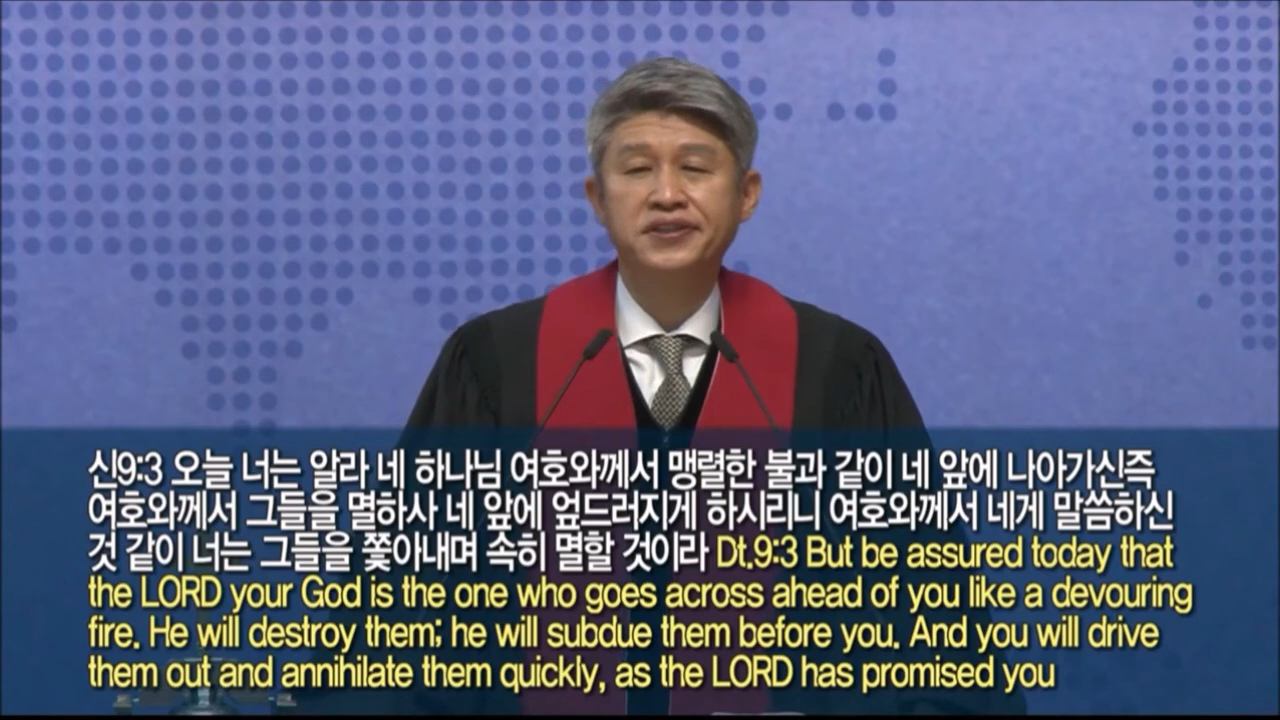 신9:3 오늘 너는 알라 네 하나님 여호와께서 맹렬한 불과 같이 네 앞에 나아가신즉
여호와께서 그들을 멸하사 네 앞에 엎드러지게 하시리니 여호와께서 네게 말씀하신
것 같이 너는 그들을 쫓아내며 속히 멸할 것이라 Dt.9:3 But be assured today that
the LORD your God is the one who goes across ahead of you like a devouring
fire. He will destroy them; he will subdue them before you. And you will drive
them out and annihilate them quickly, as the LORD has promised you